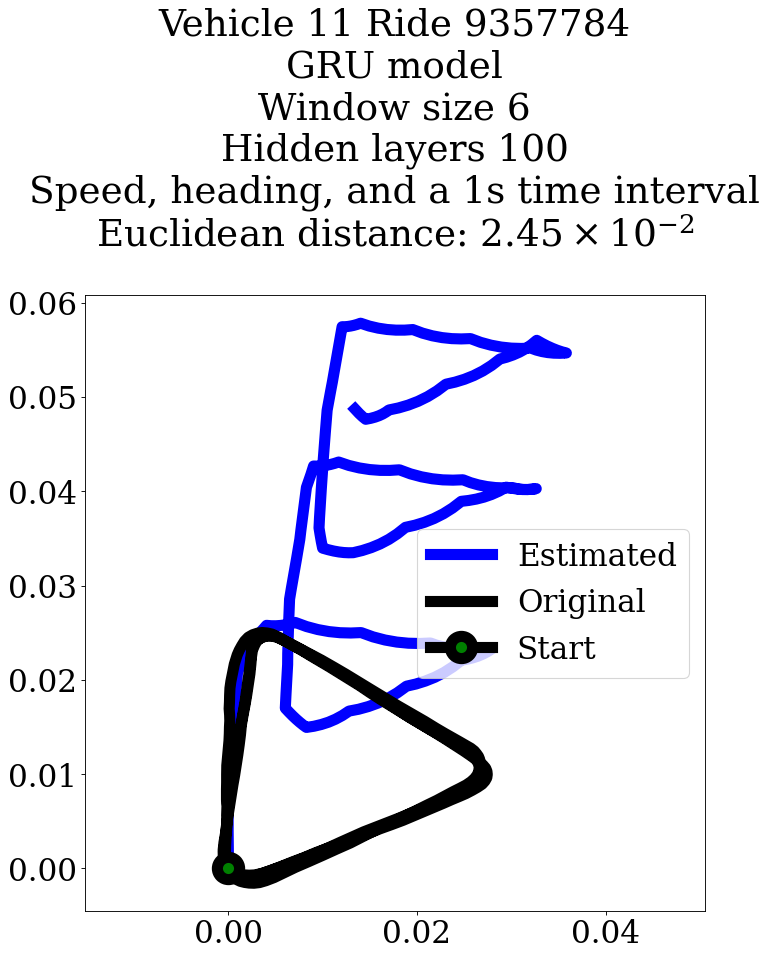 Vehicle 11 Ride 9357784
GRU model
Window size 6
Hidden layers 100
Speed, heading, and a 1s time interval
Euclidean distance: 2.45 × 10⁻²
0.06
0.05
0.04
0.03
0.02
0.01
0.00
Estimated
Original
Start
0.00 0.02 0.04